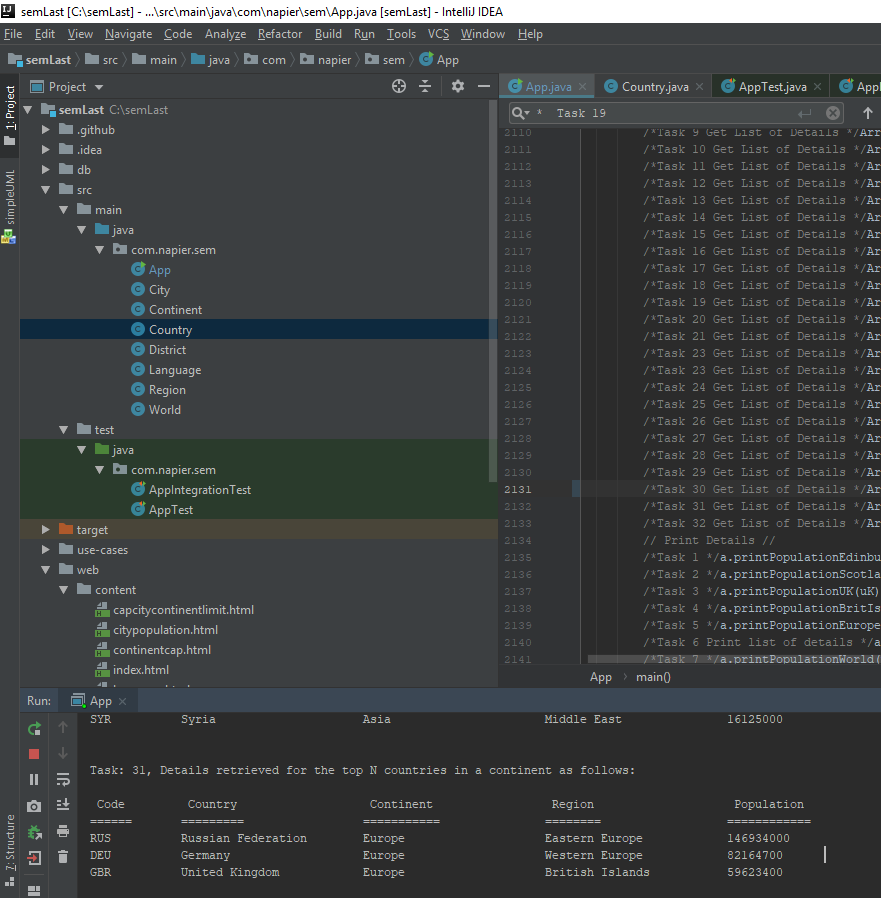 semLast [C:\semLast] - ...\src\main\java\com\napier\sem\App.java [semLast] - IntelliJ IDEA
File Edit View Navigate Code Analyze Refactor Build Run Tools VCS Window Help
semLast src main java com napier sem App
1: Project
simpleUML
7: Structure
Project
semLast C:\semLast
.github
.idea
db
src
main
java
com.napier.sem
App
City
Continent
Country
District
Language
Region
World
test
java
com.napier.sem
AppIntegrationTest
AppTest
target
use-cases
web
content
capcitycontinentlimit.html
citypopulation.html
continentcap.html
index.html
App.java Country.java AppTest.java AppI
* Task 19
2110 /*Task 9 Get List of Details */Arr
2111 /*Task 10 Get List of Details */Ar
2112 /*Task 11 Get List of Details */Ar
2113 /*Task 12 Get List of Details */Ar
2114 /*Task 13 Get List of Details */Ar
2115 /*Task 14 Get List of Details */Ar
2116 /*Task 15 Get List of Details */Ar
2117 /*Task 16 Get List of Details */Ar
2118 /*Task 17 Get List of Details */Ar
2119 /*Task 18 Get List of Details */Ar
2120 /*Task 19 Get List of Details */Ar
2121 /*Task 20 Get List of Details */Ar
2122 /*Task 21 Get List of Details */Ar
2123 /*Task 23 Get List of Details */Ar
2124 /*Task 23 Get List of Details */Ar
2125 /*Task 24 Get List of Details */Ar
2126 /*Task 25 Get List of Details */Ar
2127 /*Task 26 Get List of Details */Ar
2128 /*Task 27 Get List of Details */Ar
2129 /*Task 28 Get List of Details */Ar
2130 /*Task 29 Get List of Details */Ar
2131 /*Task 30 Get List of Details */Ar
2132 /*Task 31 Get List of Details */Ar
2133 /*Task 32 Get List of Details */Ar
2134 // Print Details //
2135 /*Task 1 */a.printPopulationEdinbu
2136 /*Task 2 */a.printPopulationScotla
2137 /*Task 3 */a.printPopulationUK(uK)
2138 /*Task 4 */a.printPopulationBritIs
2139 /*Task 5 */a.printPopulationEurope
2140 /*Task 6 Print list of details */a
2141 /*Task 7 */a.printPopulationWorld(
App main()
Run: App
SYR Syria Asia Middle East 16125000
Task: 31, Details retrieved for the top N countries in a continent as follows:
Code Country Continent Region Population
====== ========= =========== ======== ============
RUS Russian Federation Europe Eastern Europe 146934000
DEU Germany Europe Western Europe 82164700
GBR United Kingdom Europe British Islands 59623400